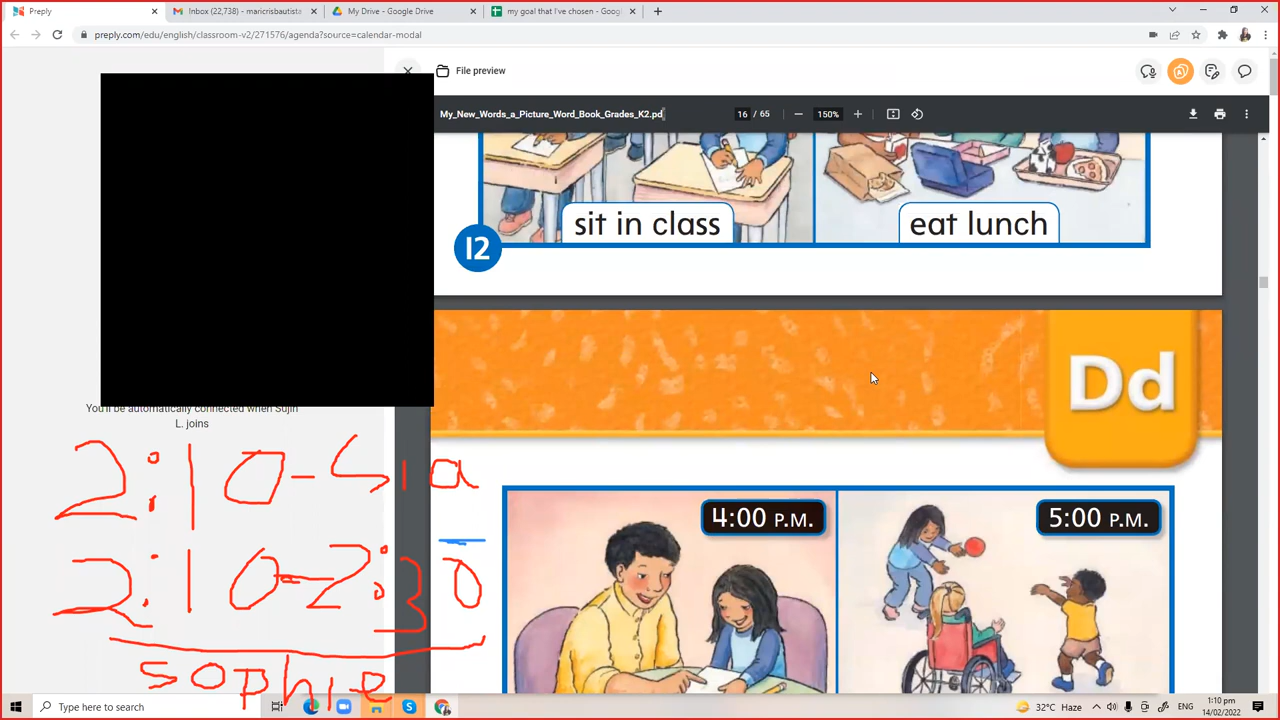 Preply
Inbox (22,738) - maricrisbautista
My Drive - Google Drive
my goal that I've chosen - Goog
preply.com/edu/english/classroom-v2/271576/agenda?source=calendar-modal
File preview
My_New_Words_a_Picture_Word_Book_Grades_K2.pd
16 / 65
150%
sit in class
eat lunch
12
Dd
You'll be automatically connected when Sujin
L. joins
2:10-Sia
2:10-2:30
sophie
4:00 P.M.
5:00 P.M.
Type here to search
32°C Haze
ENG
1:10 pm
14/02/2022